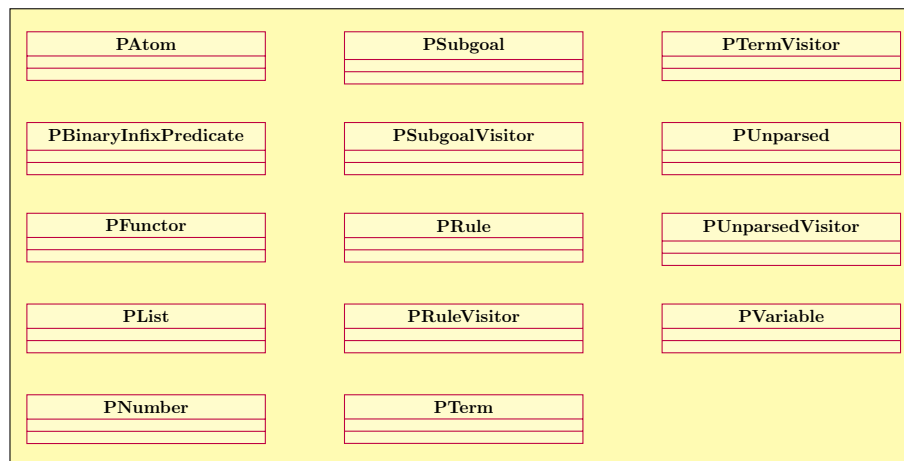 PAtom
PSubgoal
PTermVisitor
PBinaryInfixPredicate
PSubgoalVisitor
PUnparsed
PFunctor
PRule
PUnparsedVisitor
PList
PRuleVisitor
PVariable
PNumber
PTerm